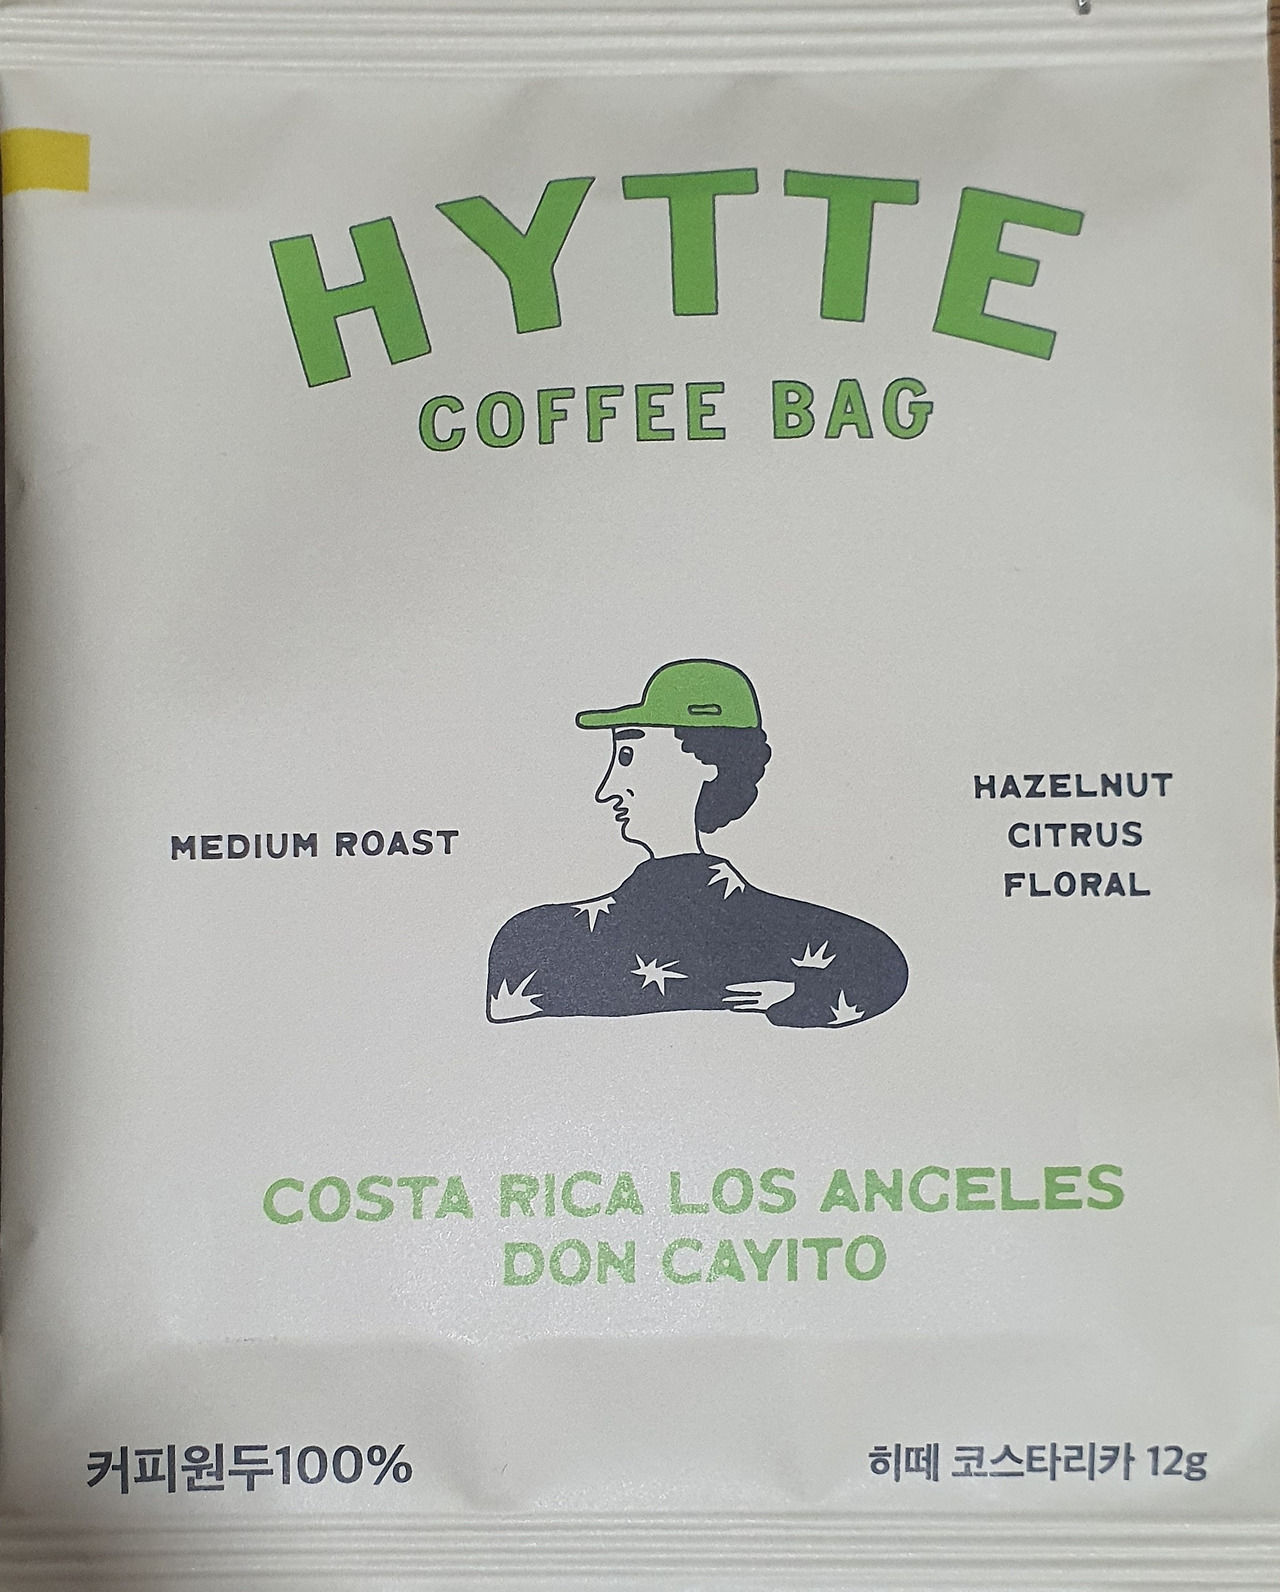 HYTTE
COFFEE BAG
MEDIUM ROAST
HAZELNUT
CITRUS
FLORAL
COSTA RICA LOS ANGELES
DON CAYITO
커피원두100%
히떼 코스타리카 12g